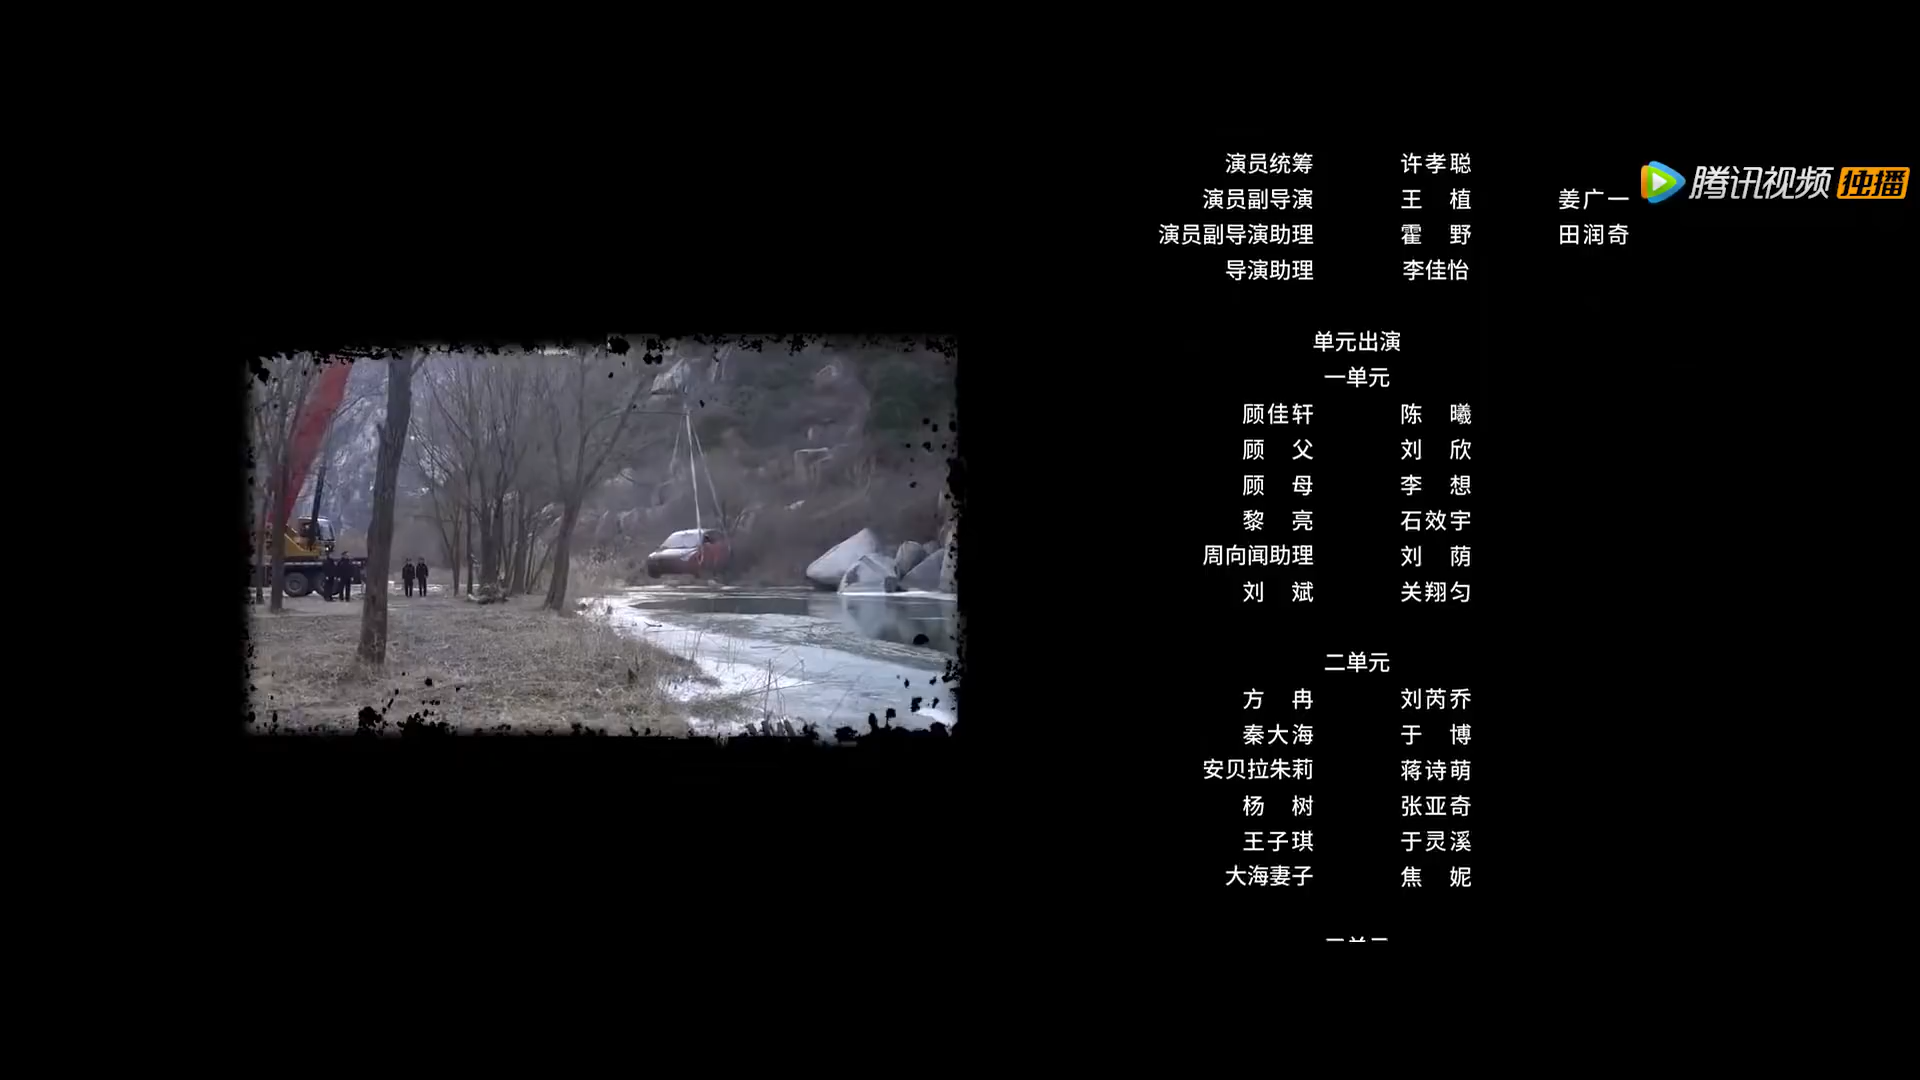 演员统筹 许孝聪
腾讯视频 独播
演员副导演 王 植 姜广一
演员副导演助理 霍 野 田润奇
导演助理 李佳怡
单元出演
一单元
顾佳轩 陈 曦
顾 父 刘 欣
顾 母 李 想
黎 亮 石效宇
周向闻助理 刘 荫
刘 斌 关翔匀
二单元
方 冉 刘芮乔
秦大海 于 博
安贝拉朱莉 蒋诗萌
杨 树 张亚奇
王子琪 于灵溪
大海妻子 焦 妮